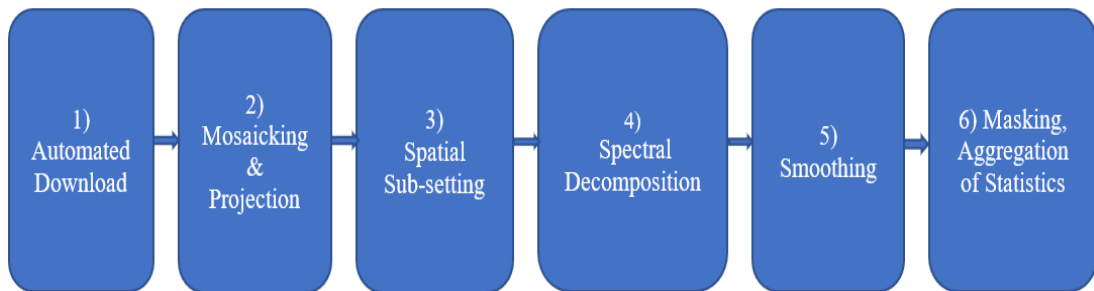 1)
Automated
Download
2)
Mosaicking
&
Projection
3)
Spatial
Sub-setting
4)
Spectral
Decomposition
5)
Smoothing
6) Masking,
Aggregation
of Statistics